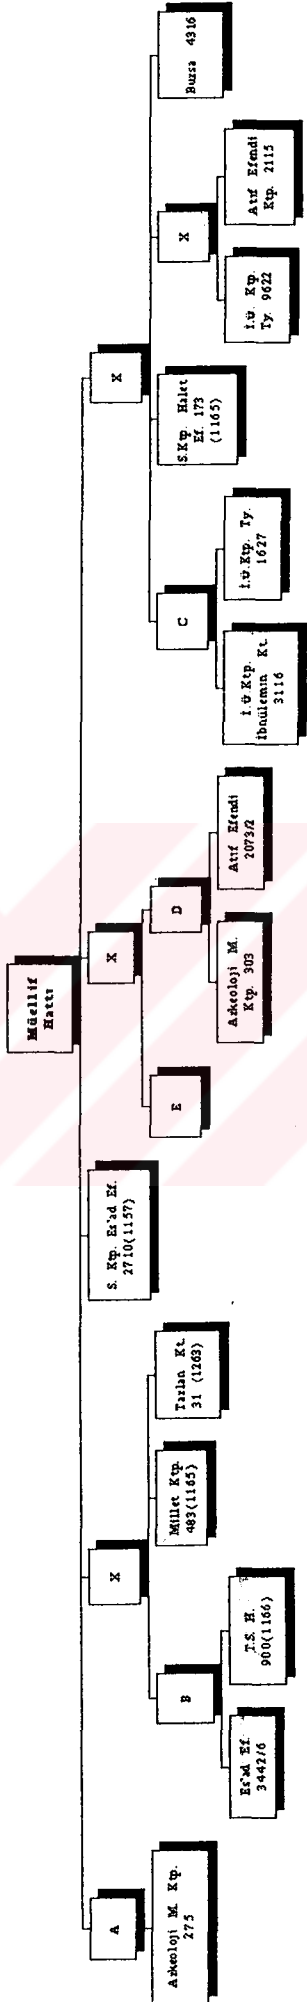 Müellif
Hattı
A
X
S. Ktp. Es'ad Ef.
2710(1157)
X
X
Arkeoloji M. Ktp.
275
B
Millet Ktp.
483(1165)
Tarlan Kt.
31 (1263)
E
D
C
S.Ktp. Halet
Ef. 173
(1165)
X
Bursa 4316
Es'ad Ef.
3442/6
T.S. H.
900(1166)
Arkeoloji M.
Ktp. 303
Atıf Efendi
2073/2
İ.Ü.Ktp. Kt.
İbnülemin
3116
İ.Ü.Ktp. Ty.
1627
İ.Ü. Ktp.
Ty. 9622
Atıf Efendi
Ktp. 2115